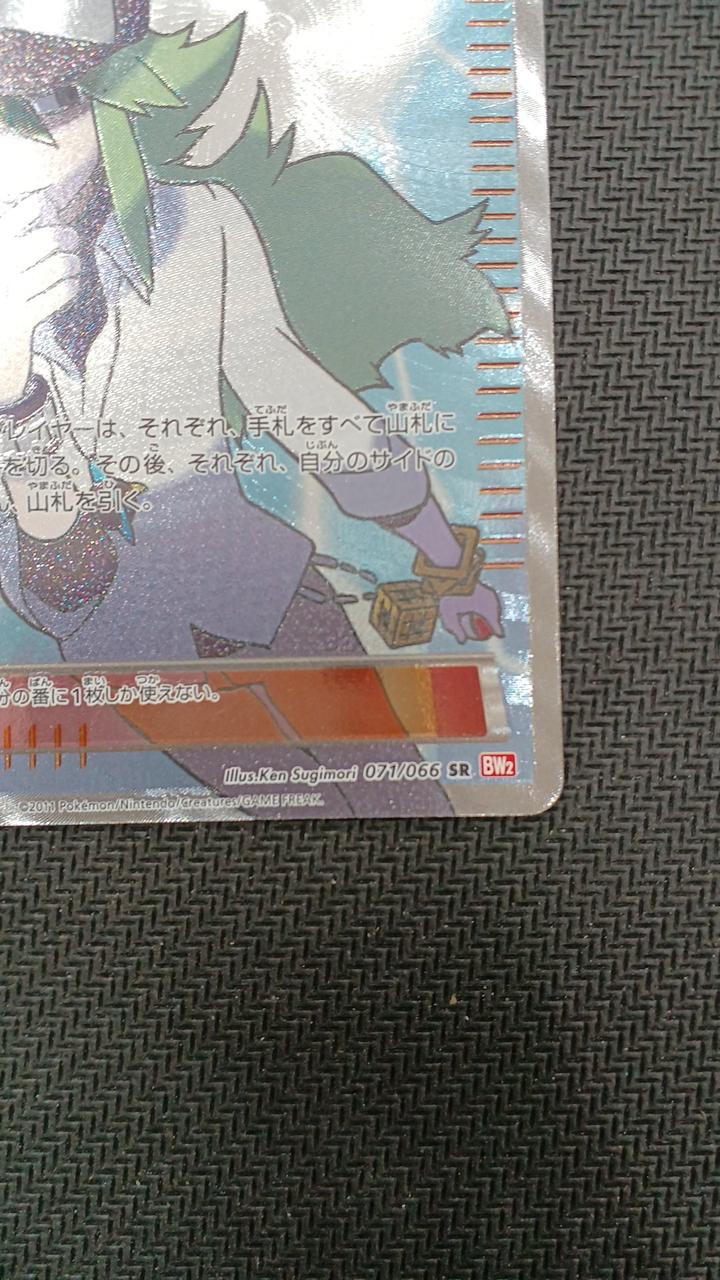 レイヤーは、それぞれ、手札をすべて山札に
を切る。その後、それぞれ、自分のサイドの
山札を引く。
の番に1枚しか使えない。
Illus.Ken Sugimori 071/066 SR BW2
©2011 Pokémon/Nintendo/Creatures/GAME FREAK.